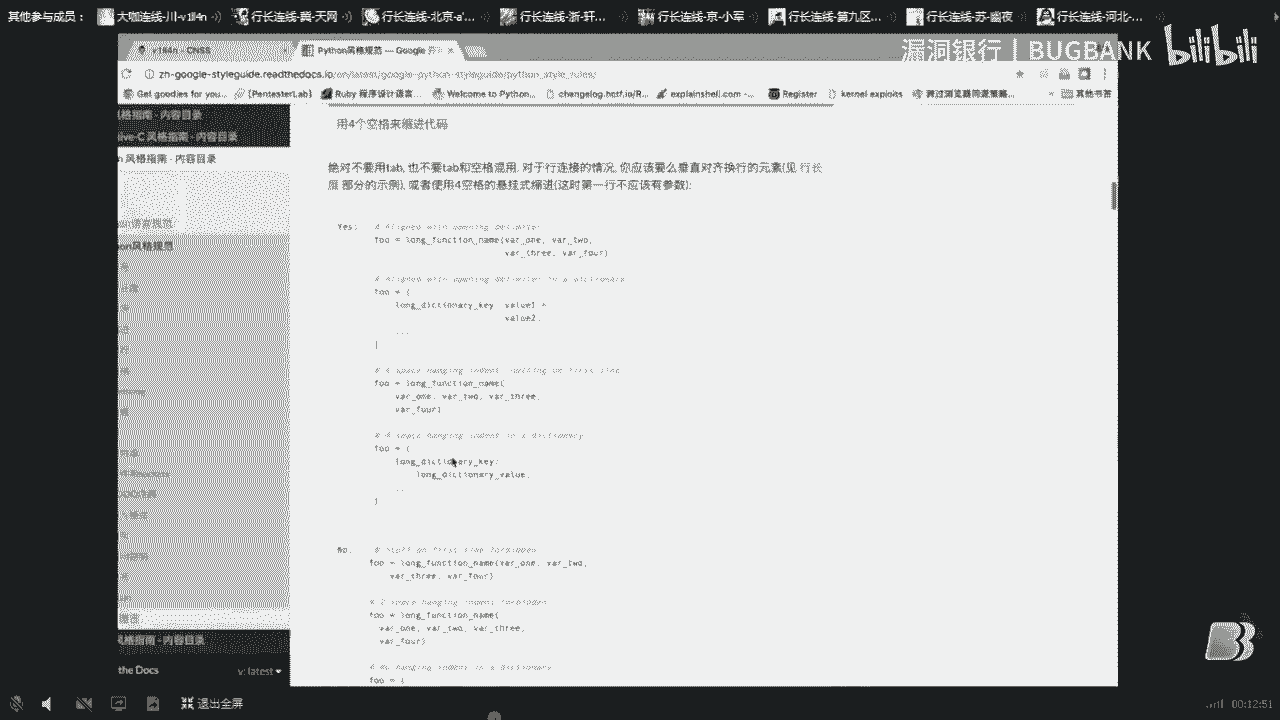 其他参与成员：
行长连线-冀-天网
行长连线-北京-a'...
行长连线-浙-轩...
行长连线-京-小军
行长连线-第九区...
行长连线-苏-幽夜
行长连线-河北-...
漏洞银行 | BUGBANK bilibili
v1ll4n - CNSS
Python风格规范 — Google
zh-google-styleguide.readthedocs.io/en/latest/google-python-styleguide/python_style_rules/
Get goodies for you...
[PentesterLab]
Ruby 程序设计语言...
Welcome to Python...
changelog.hctf.io/R...
explainshell.com -...
Register
kernel exploits
跨过浏览器同源策略...
其他书签
格指南 - 内容目录
ive-C 风格指南 - 内容目录
n 风格指南 - 内容目录
on语言规范
on风格规范
用4个空格来缩进代码
绝对不要用tab, 也不要tab和空格混用. 对于行连接的情况, 你应该要么垂直对齐换行的元素(见 行长
度 部分的示例), 或者使用4空格的悬挂式缩进(这时第一行不应该有参数):
Yes: # Aligned with opening delimiter
foo = long_function_name(var_one, var_two,
var_three, var_four)
# Aligned with opening delimiter in a dictionary
foo = {
long_dictionary_key: value1 +
value2,
...
}
# 4-space hanging indent; nothing on first line
foo = long_function_name(
var_one, var_two, var_three,
var_four)
# 4-space hanging indent in a dictionary
foo = {
long_dictionary_key:
long_dictionary_value,
...
}
No: # Stuff on first line forbidden
foo = long_function_name(var_one, var_two,
var_three, var_four)
# 2-space hanging indent forbidden
foo = long_function_name(
var_one, var_two, var_three,
var_four)
# No hanging indent in a dictionary
foo = {
风格指南 - 内容目录
the Docs
v: latest
退出全屏
00:12:51